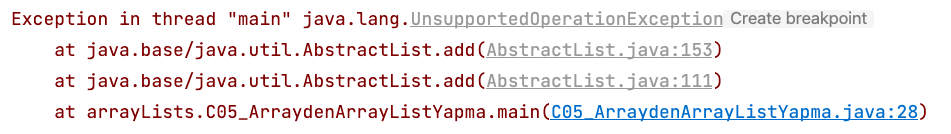 Exception in thread "main" java.lang.UnsupportedOperationException Create breakpoint
    at java.base/java.util.AbstractList.add(AbstractList.java:153)
    at java.base/java.util.AbstractList.add(AbstractList.java:111)
    at arrayLists.C05_ArraydenArrayListYapma.main(C05_ArraydenArrayListYapma.java:28)